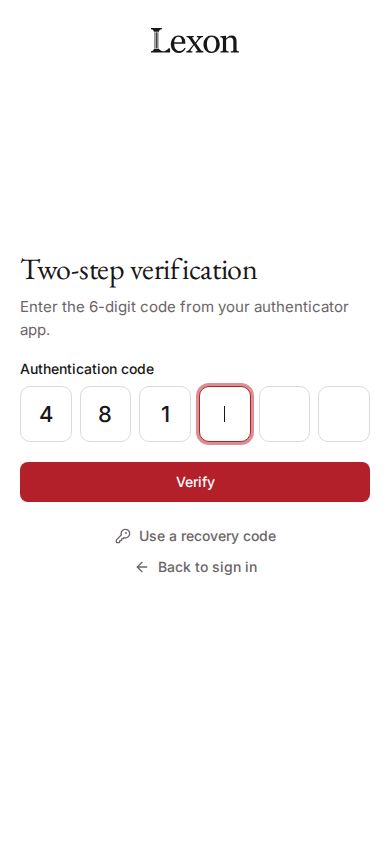 Lexon
Two-step verification
Enter the 6-digit code from your authenticator
app.
Authentication code
4 8 1
Verify
Use a recovery code
Back to sign in